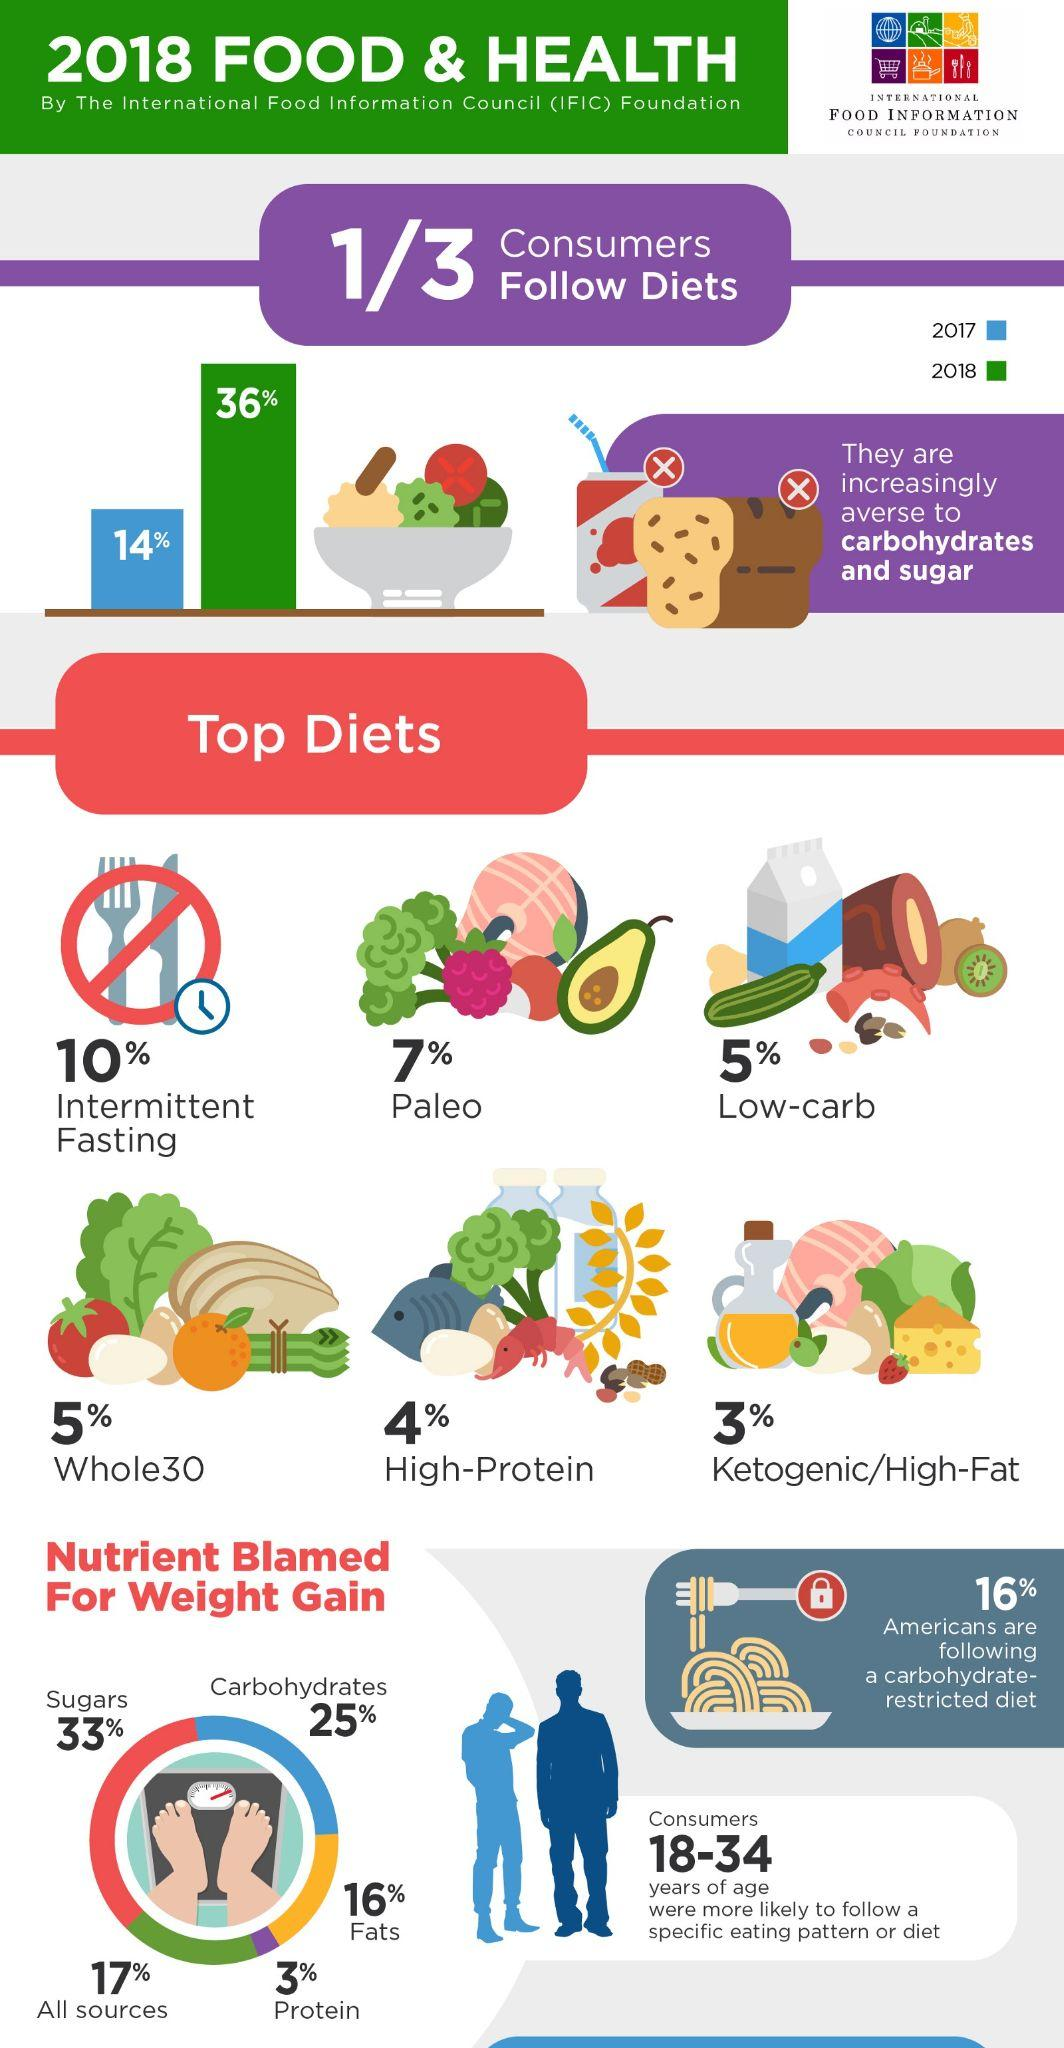 2018 FOOD & HEALTH
By The International Food Information Council (IFIC) Foundation
INTERNATIONAL
FOOD INFORMATION
COUNCIL FOUNDATION
1/3
Consumers
Follow Diets
2017
2018
36%
14%
They are
increasingly
averse to
carbohydrates
and sugar
Top Diets
10%
Intermittent
Fasting
7%
Paleo
5%
Low-carb
5%
Whole30
4%
High-Protein
3%
Ketogenic/High-Fat
Nutrient Blamed
For Weight Gain
Sugars
33%
Carbohydrates
25%
16%
Fats
17%
All sources
3%
Protein
16%
Americans are
following
a carbohydrate-
restricted diet
Consumers
18-34
years of age
were more likely to follow a
specific eating pattern or diet